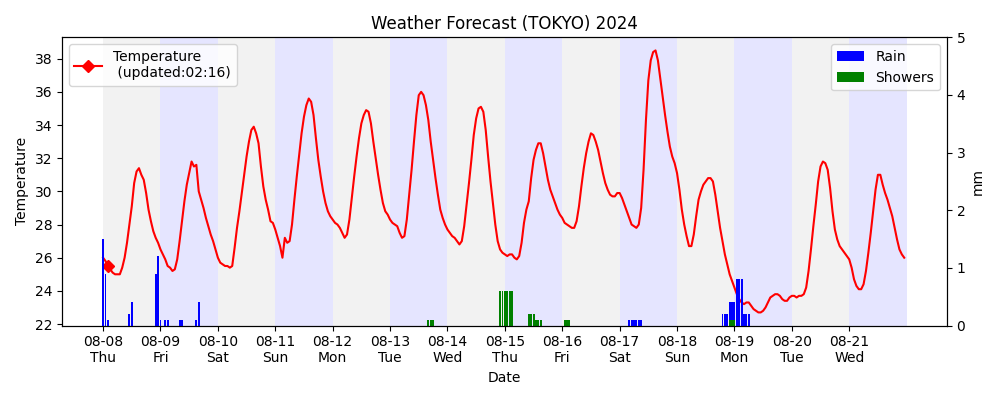 Weather Forecast (TOKYO) 2024
Temperature
(updated:02:16)
Rain
Showers
Temperature
38
36
34
32
30
28
26
24
22
5
4
3
2
1
0
mm
08-08 08-09 08-10 08-11 08-12 08-13 08-14 08-15 08-16 08-17 08-18 08-19 08-20 08-21
Thu Fri Sat Sun Mon Tue Wed Thu Fri Sat Sun Mon Tue Wed
Date